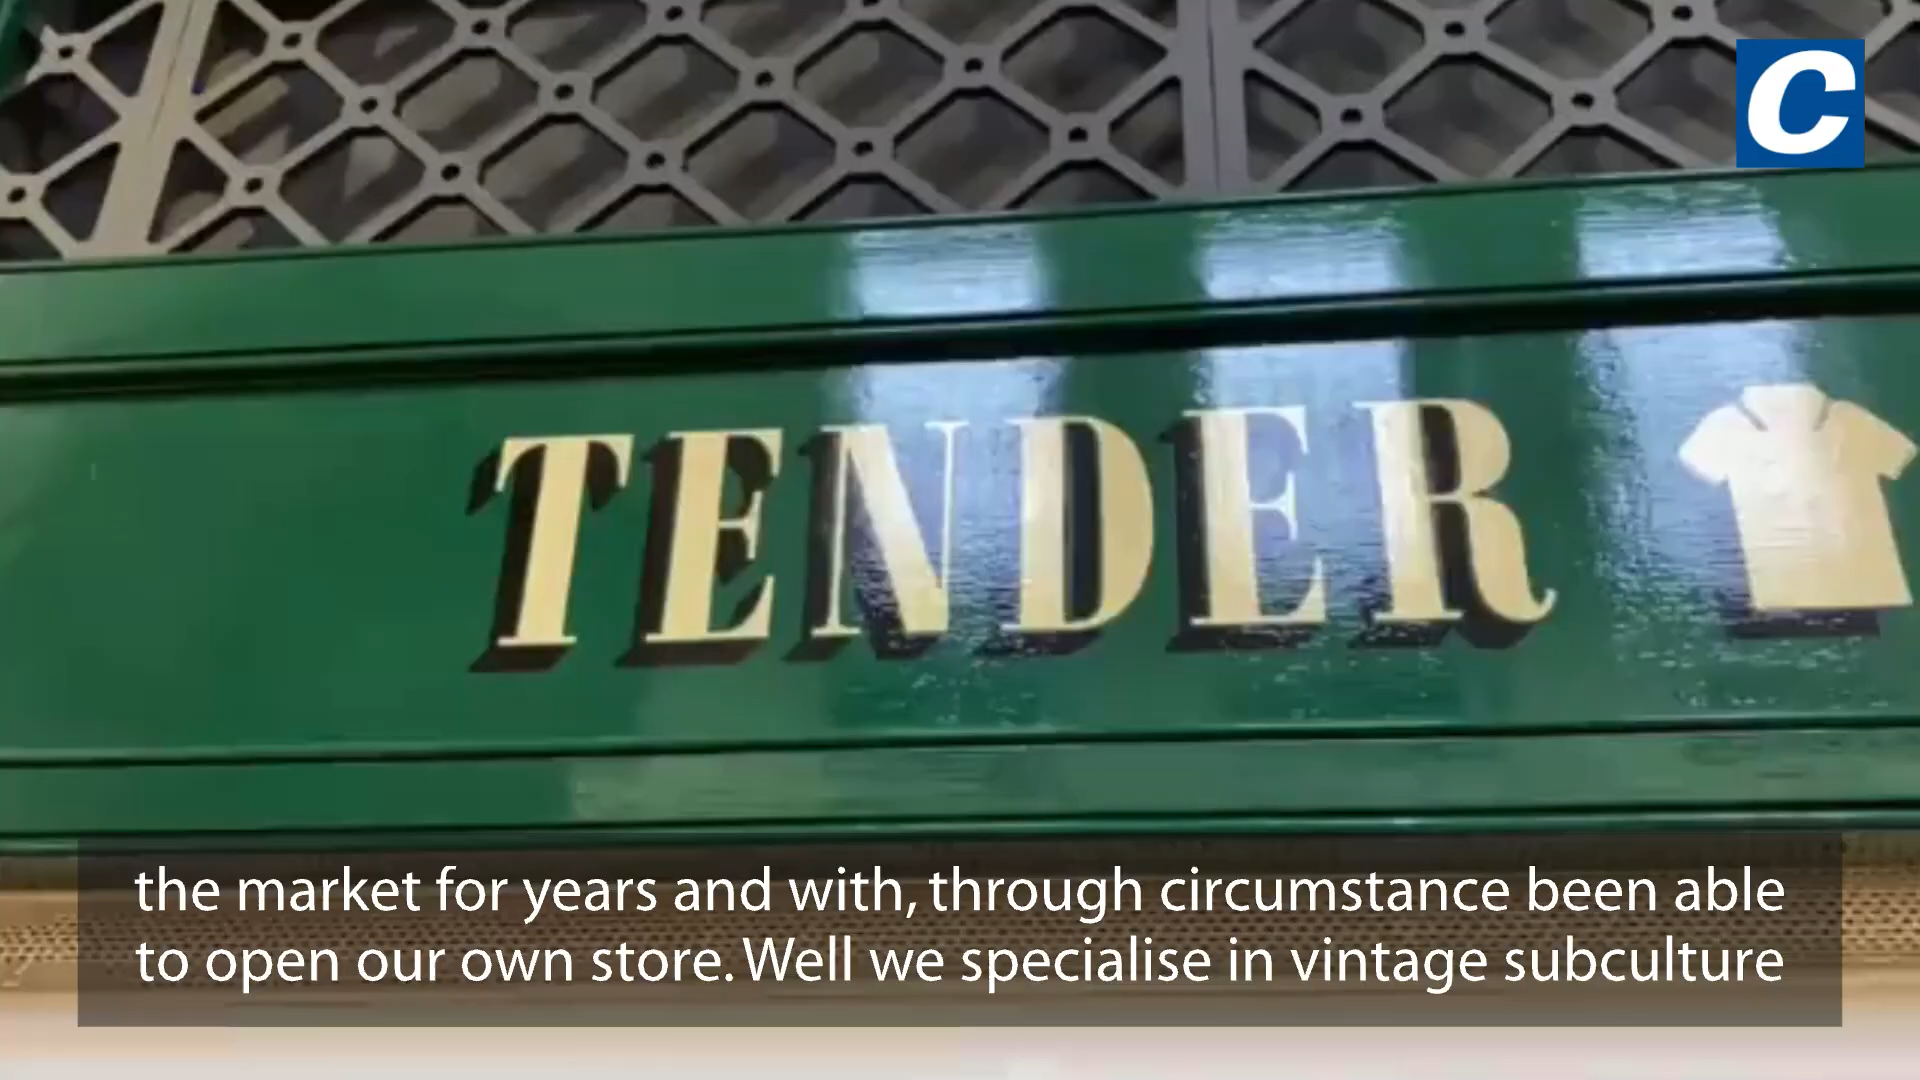 C
TENDER
the market for years and with, through circumstance been able
to open our own store. Well we specialise in vintage subculture